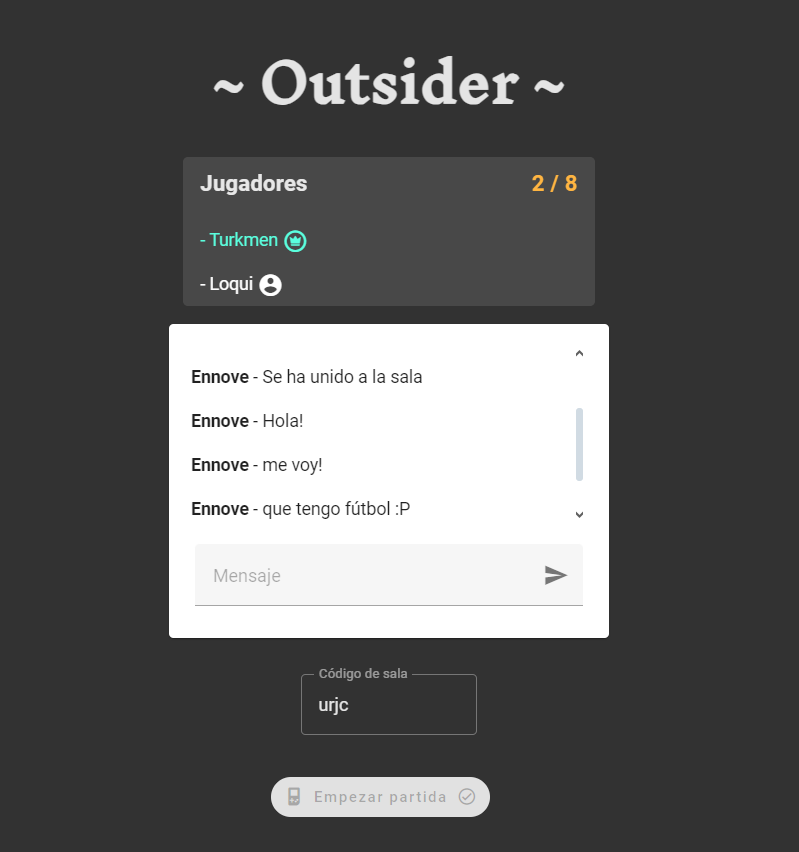 ~ Outsider ~
Jugadores 2 / 8
- Turkmen
- Loqui
Ennove - Se ha unido a la sala
Ennove - Hola!
Ennove - me voy!
Ennove - que tengo fútbol :P
Mensaje
Código de sala
urjc
Empezar partida